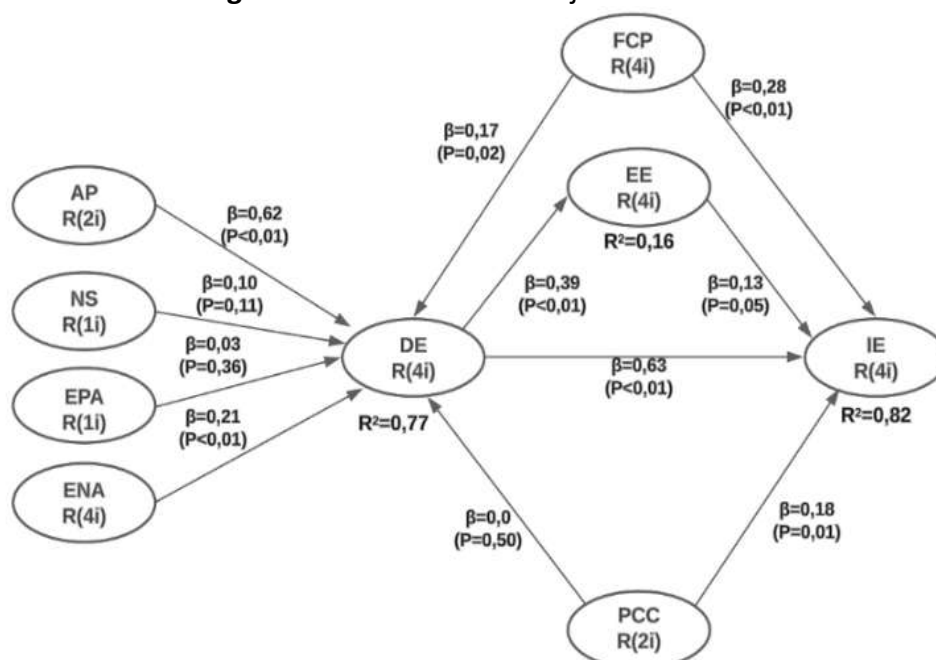 FCP
R(4i)
β=0,28
(P<0,01)
β=0,17
(P=0,02)
EE
R(4i)
R²=0,16
AP
R(2i)
β=0,62
(P<0,01)
NS
R(1i)
β=0,10
(P=0,11)
β=0,39
(P<0,01)
β=0,13
(P=0,05)
β=0,03
(P=0,36)
DE
R(4i)
R²=0,77
β=0,63
(P<0,01)
IE
R(4i)
R²=0,82
EPA
R(1i)
β=0,21
(P<0,01)
ENA
R(4i)
β=0,0
(P=0,50)
β=0,18
(P=0,01)
PCC
R(2i)